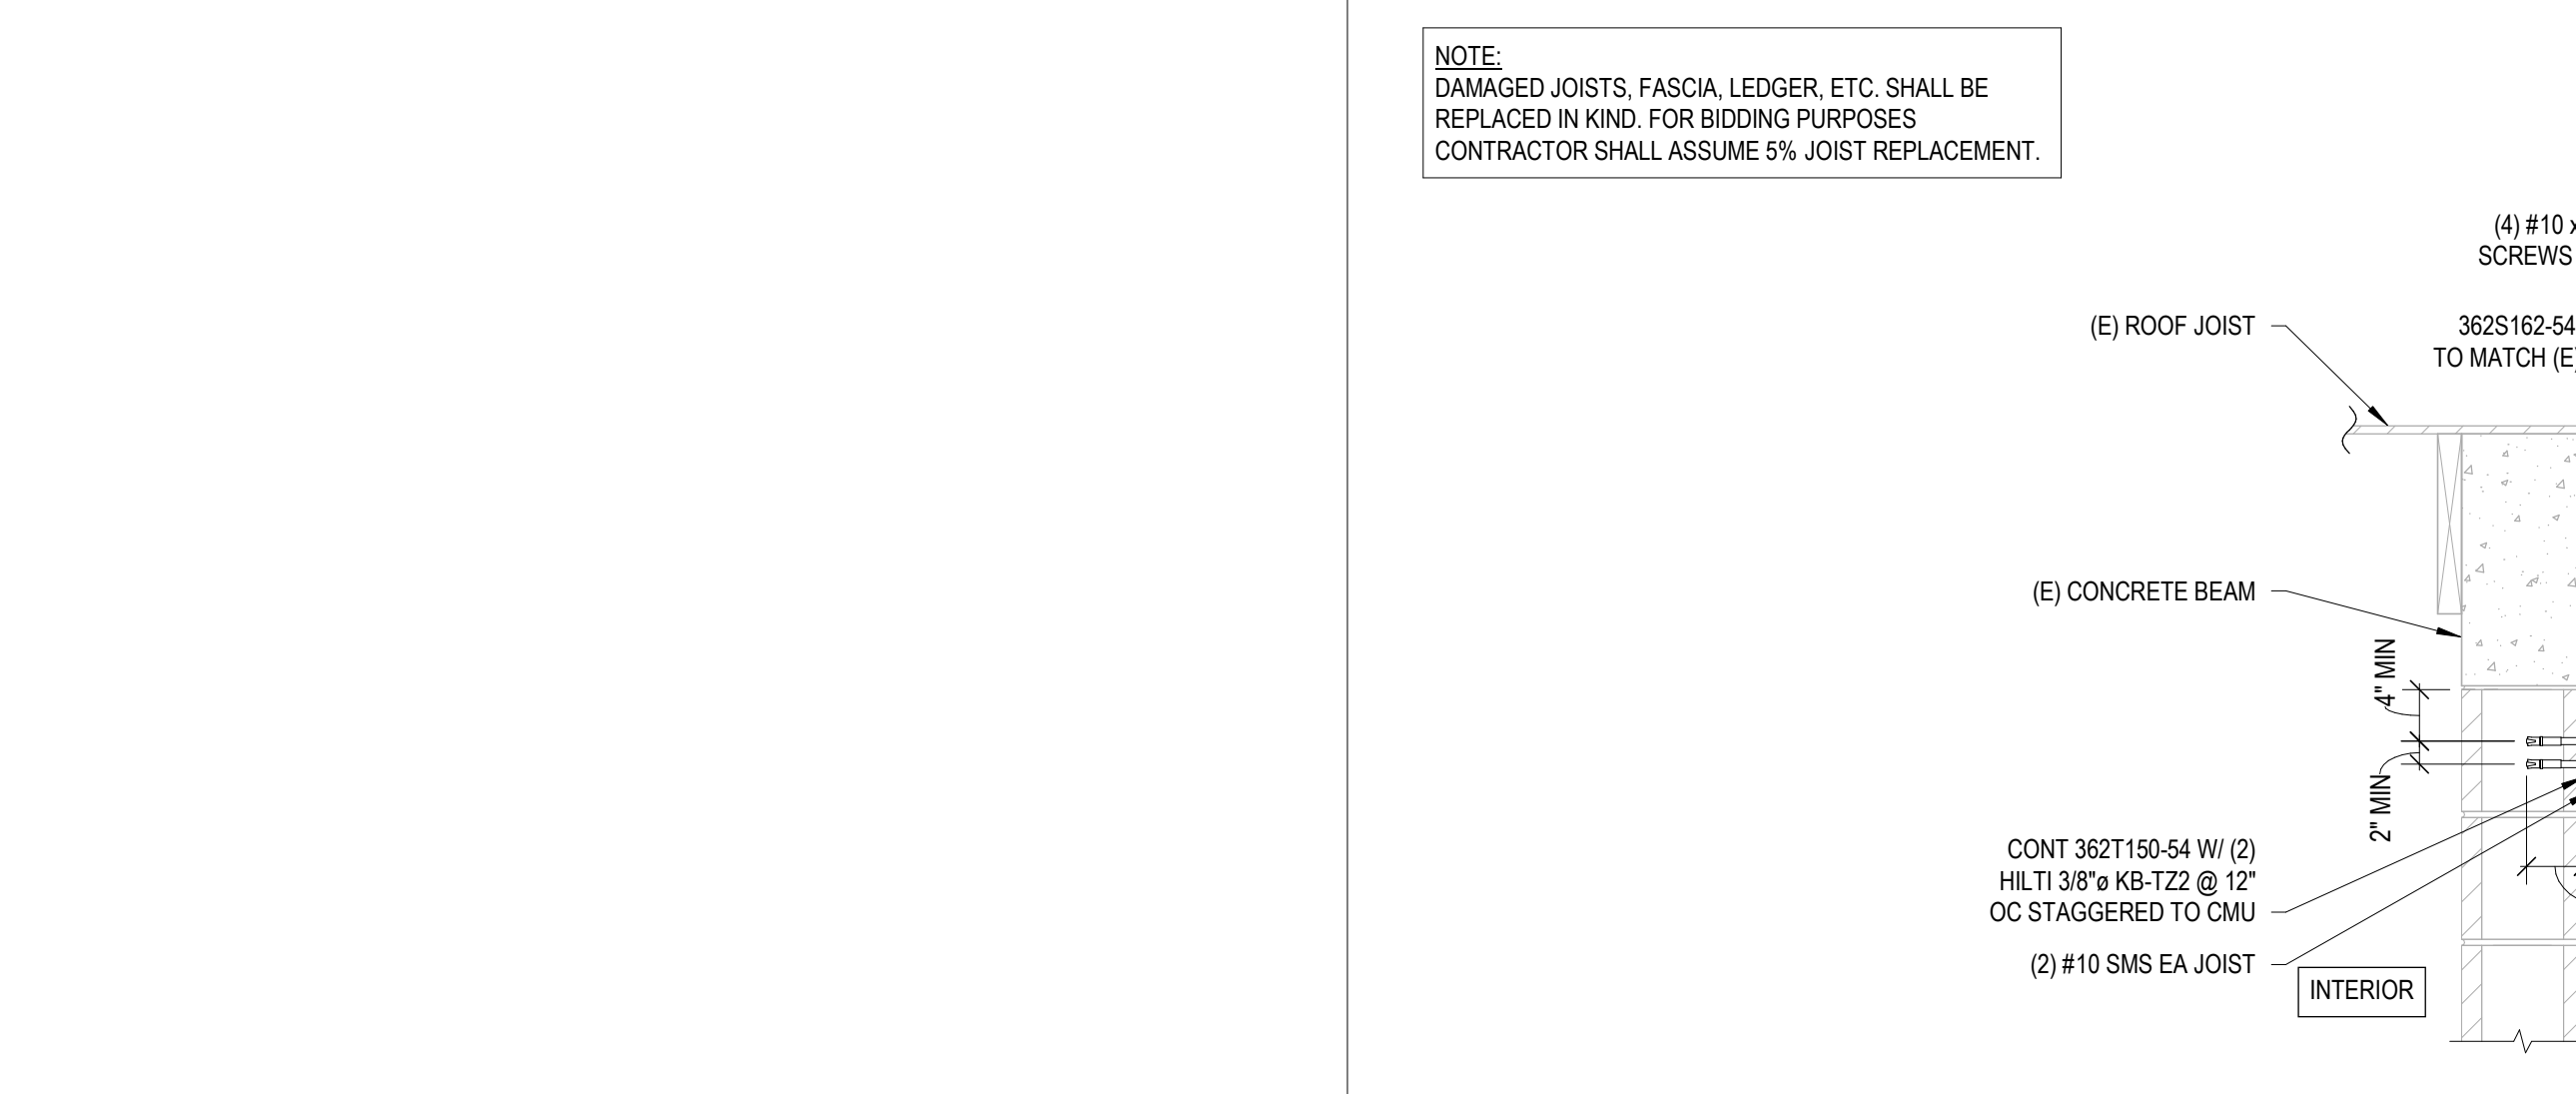 NOTE:
DAMAGED JOISTS, FASCIA, LEDGER, ETC. SHALL BE
REPLACED IN KIND. FOR BIDDING PURPOSES
CONTRACTOR SHALL ASSUME 5% JOIST REPLACEMENT.
(4) #10 x
SCREWS
(E) ROOF JOIST
362S162-54
TO MATCH (E)
(E) CONCRETE BEAM
4" MIN
2" MIN
CONT 362T150-54 W/ (2)
HILTI 3/8"ø KB-TZ2 @ 12"
OC STAGGERED TO CMU
(2) #10 SMS EA JOIST
INTERIOR